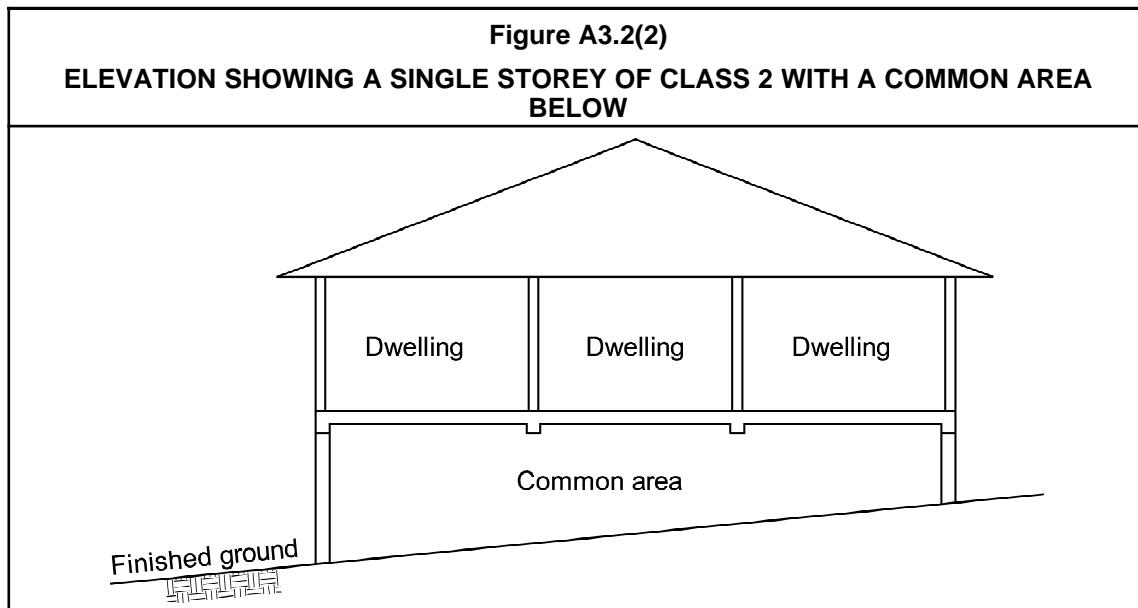 Figure A3.2(2)
ELEVATION SHOWING A SINGLE STOREY OF CLASS 2 WITH A COMMON AREA
BELOW
Dwelling Dwelling Dwelling
Common area
Finished ground